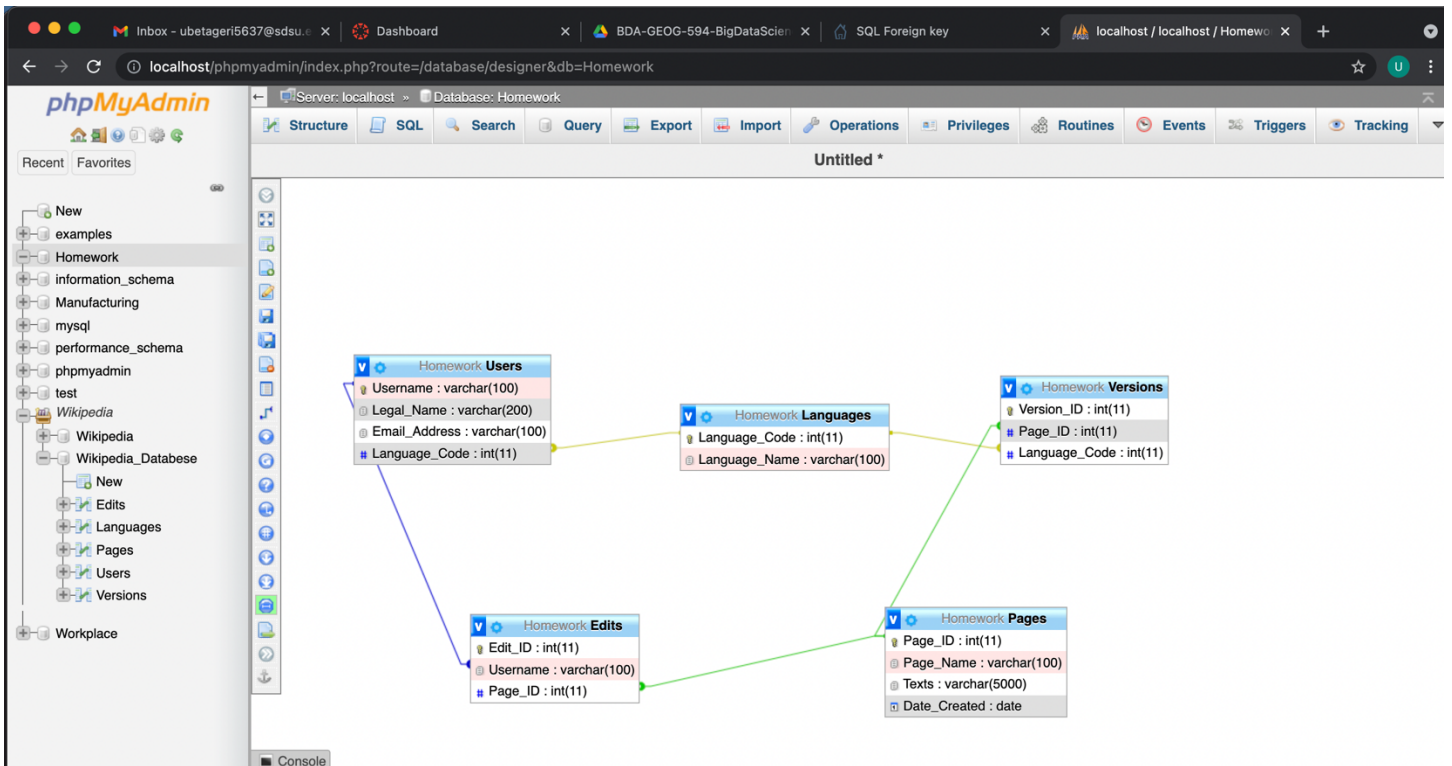 Inbox - ubetageri5637@sdsu.e
Dashboard
BDA-GEOG-594-BigDataScien
SQL Foreign key
localhost / localhost / Homewo
localhost/phpmyadmin/index.php?route=/database/designer&db=Homework
U
phpMyAdmin
Recent Favorites
New
examples
Homework
information_schema
Manufacturing
mysql
performance_schema
phpmyadmin
test
Wikipedia
Wikipedia
Wikipedia_Databese
New
Edits
Languages
Pages
Users
Versions
Workplace
Server: localhost » Database: Homework
Structure SQL Search Query Export Import Operations Privileges Routines Events Triggers Tracking
Untitled *
V Homework Users
Username : varchar(100)
Legal_Name : varchar(200)
Email_Address : varchar(100)
# Language_Code : int(11)
V Homework Languages
Language_Code : int(11)
Language_Name : varchar(100)
V Homework Versions
Version_ID : int(11)
# Page_ID : int(11)
# Language_Code : int(11)
V Homework Edits
Edit_ID : int(11)
Username : varchar(100)
# Page_ID : int(11)
V Homework Pages
Page_ID : int(11)
Page_Name : varchar(100)
Texts : varchar(5000)
Date_Created : date
Console